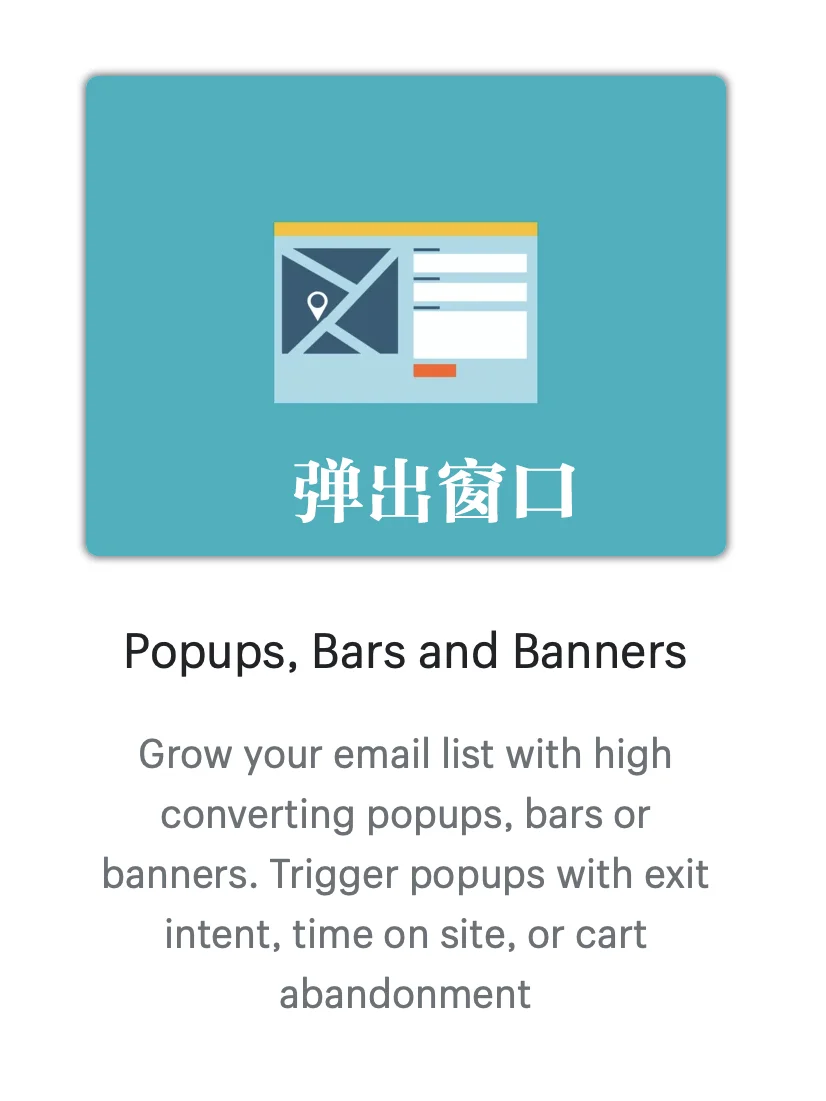 弹出窗口
Popups, Bars and Banners
Grow your email list with high
converting popups, bars or
banners. Trigger popups with exit
intent, time on site, or cart
abandonment